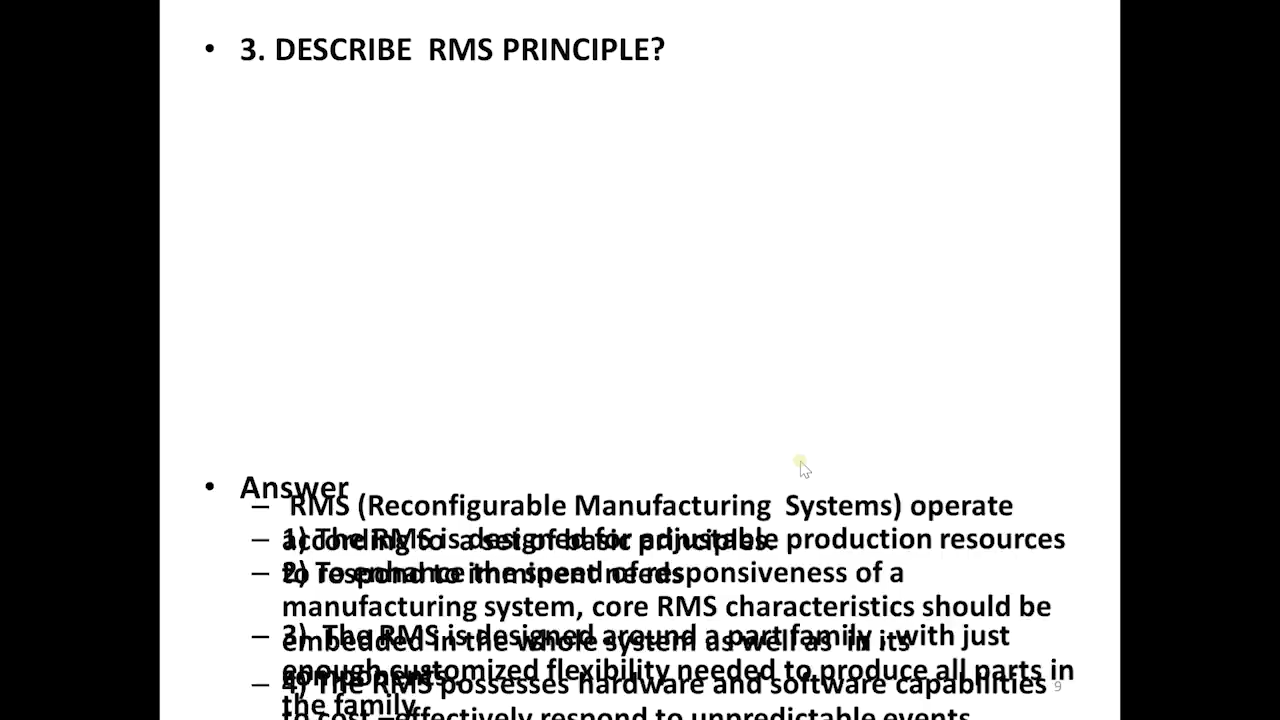 • 3. DESCRIBE RMS PRINCIPLE?
• Answer
– RMS (Reconfigurable Manufacturing Systems) operate
according to a set of basic principles.
– 1) The RMS is designed for adjustable production resources
to respond to imminent needs
– 2) To enhance the speed of responsiveness of a
manufacturing system, core RMS characteristics should be
embedded in the whole system as well as in its
components.
– 3) The RMS is designed around a part family, with just
enough customized flexibility needed to produce all parts in
the family.
– 4) The RMS possesses hardware and software capabilities
to cost –effectively respond to unpredictable events
9